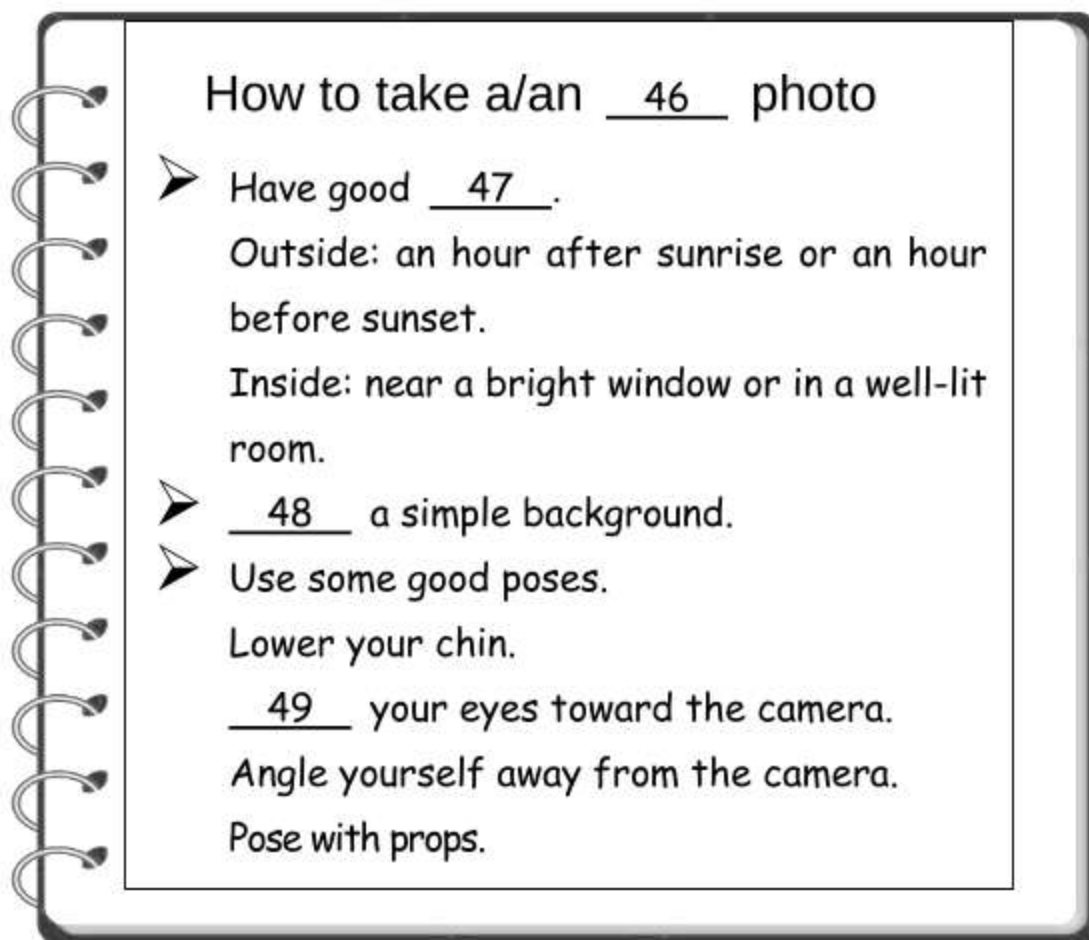 How to take a/an 46 photo
Have good 47.
Outside: an hour after sunrise or an hour
before sunset.
Inside: near a bright window or in a well-lit
room.
48 a simple background.
Use some good poses.
Lower your chin.
49 your eyes toward the camera.
Angle yourself away from the camera.
Pose with props.